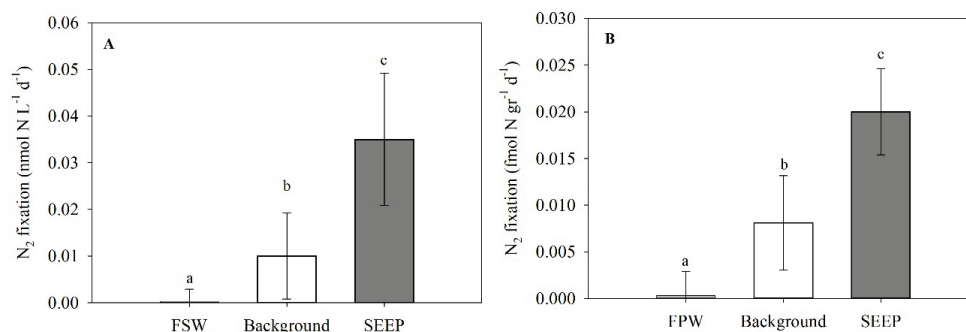 A
N₂ fixation (nmol N L⁻¹ d⁻¹)
0.06
0.05
0.04
0.03
0.02
0.01
0.00
a
b
c
FSW Background SEEP
B
N₂ fixation (fmol N gr⁻¹ d⁻¹)
0.030
0.025
0.020
0.015
0.010
0.005
0.000
a
b
c
FPW Background SEEP